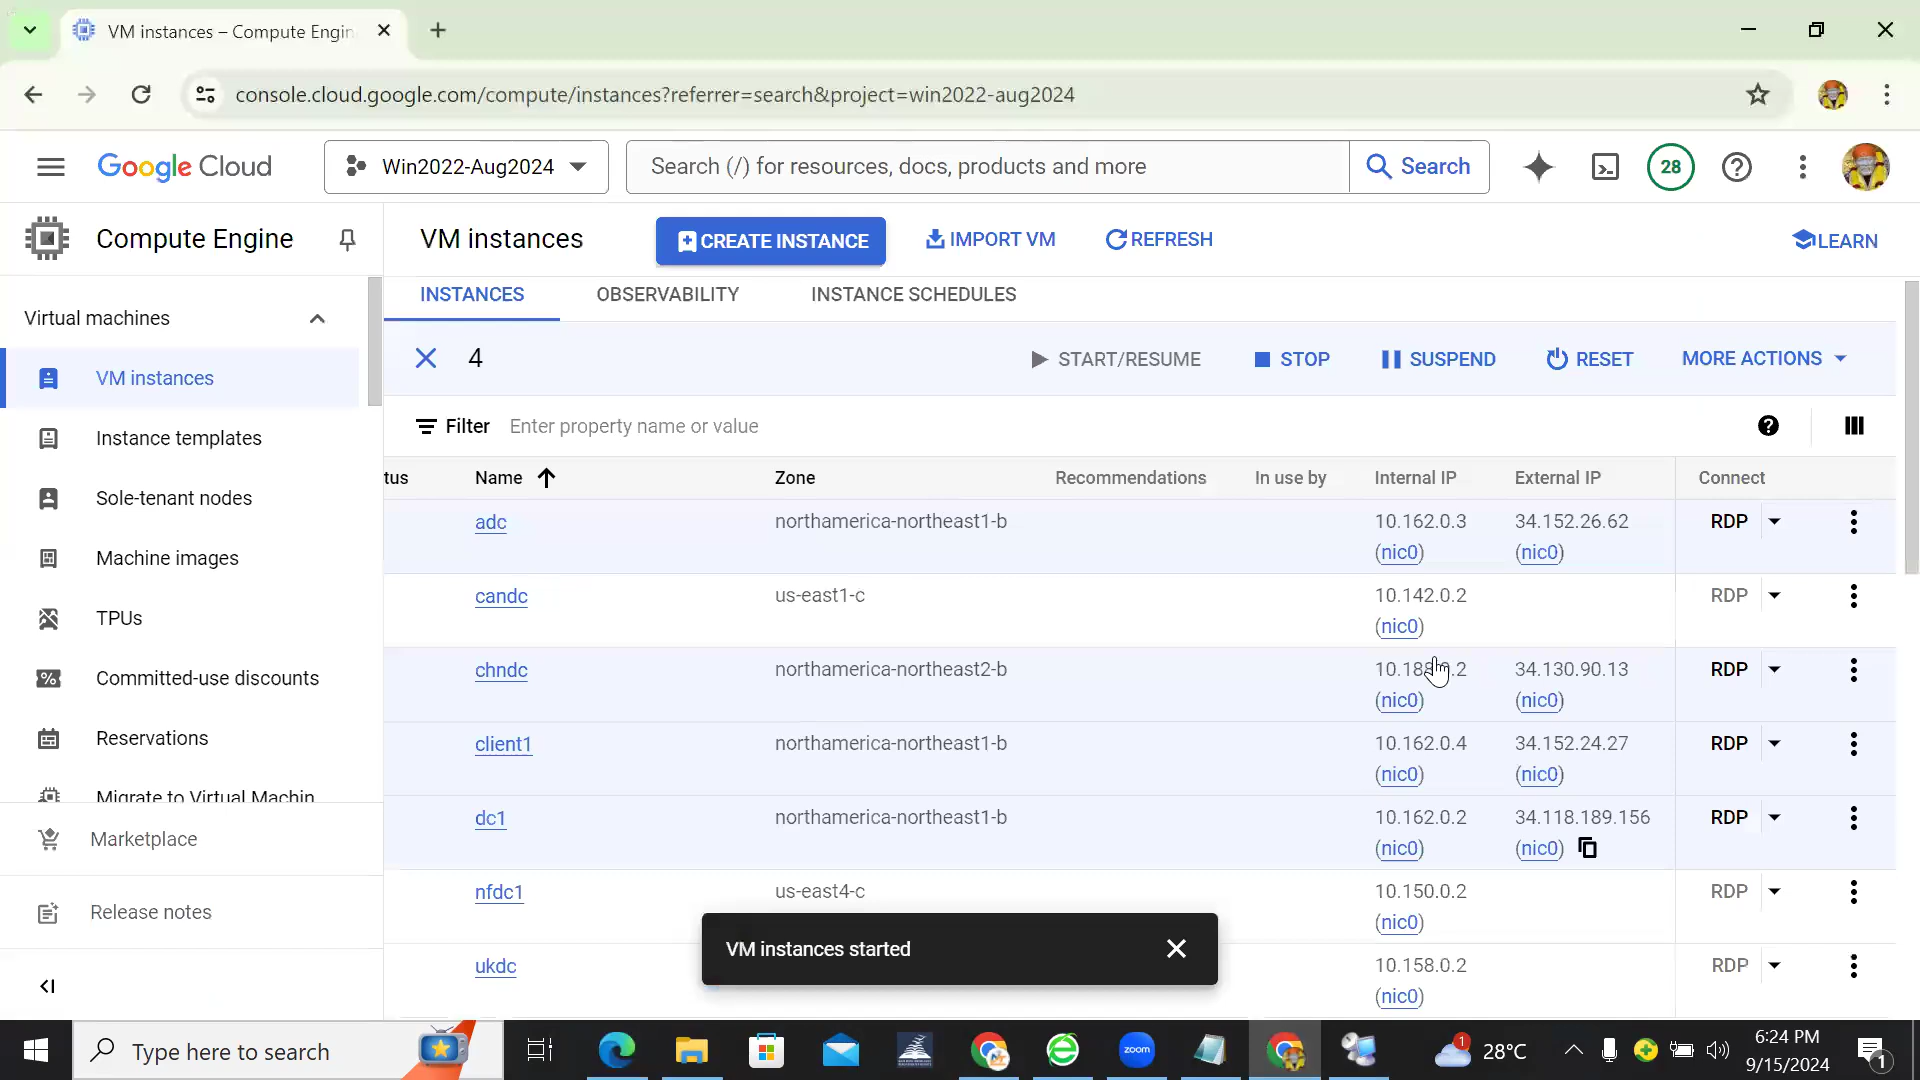 VM instances – Compute Engin
console.cloud.google.com/compute/instances?referrer=search&project=win2022-aug2024
Google Cloud
Win2022-Aug2024
Search (/) for resources, docs, products and more
Search
28
Compute Engine
VM instances
CREATE INSTANCE
IMPORT VM
REFRESH
LEARN
INSTANCES
OBSERVABILITY
INSTANCE SCHEDULES
Virtual machines
VM instances
Instance templates
Sole-tenant nodes
Machine images
TPUs
Committed-use discounts
Reservations
Migrate to Virtual Machin
Marketplace
Release notes
4
START/RESUME
STOP
SUSPEND
RESET
MORE ACTIONS
Filter
Enter property name or value
tus Name Zone Recommendations In use by Internal IP External IP Connect
adc northamerica-northeast1-b 10.162.0.3 34.152.26.62 RDP
(nic0) (nic0)
candc us-east1-c 10.142.0.2 RDP
(nic0)
chndc northamerica-northeast2-b 34.130.90.13 RDP
(nic0) (nic0)
client1 northamerica-northeast1-b 10.162.0.4 34.152.24.27 RDP
(nic0) (nic0)
dc1 northamerica-northeast1-b 10.162.0.2 34.118.189.156 RDP
(nic0) (nic0)
nfdc1 us-east4-c 10.150.0.2 RDP
(nic0)
ukdc 10.158.0.2 RDP
(nic0)
VM instances started
Type here to search
zoom
1
28°C
6:24 PM
9/15/2024
1